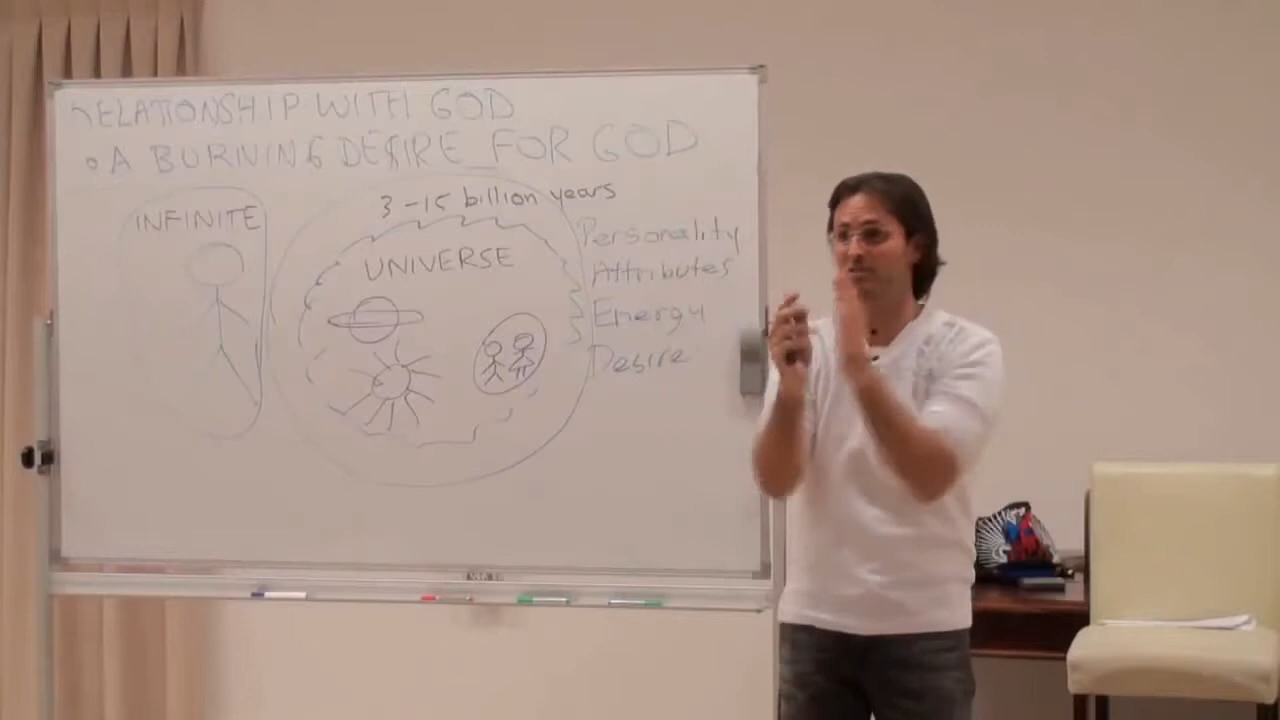 RELATIONSHIP WITH GOD
• A BURNING DESIRE FOR GOD
3-15 billion years
INFINITE
UNIVERSE
Personality
Attributes
Energy
Desire